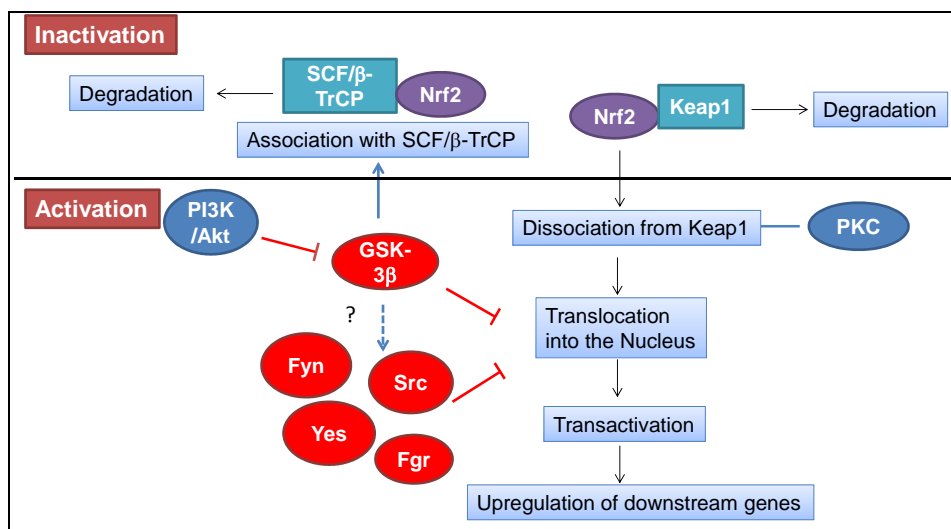 Inactivation
Degradation
SCF/β-
TrCP
Nrf2
Association with SCF/β-TrCP
Nrf2
Keap1
Degradation
Activation
PI3K
/Akt
GSK-
3β
?
Fyn
Src
Yes
Fgr
Dissociation from Keap1
PKC
Translocation
into the Nucleus
Transactivation
Upregulation of downstream genes